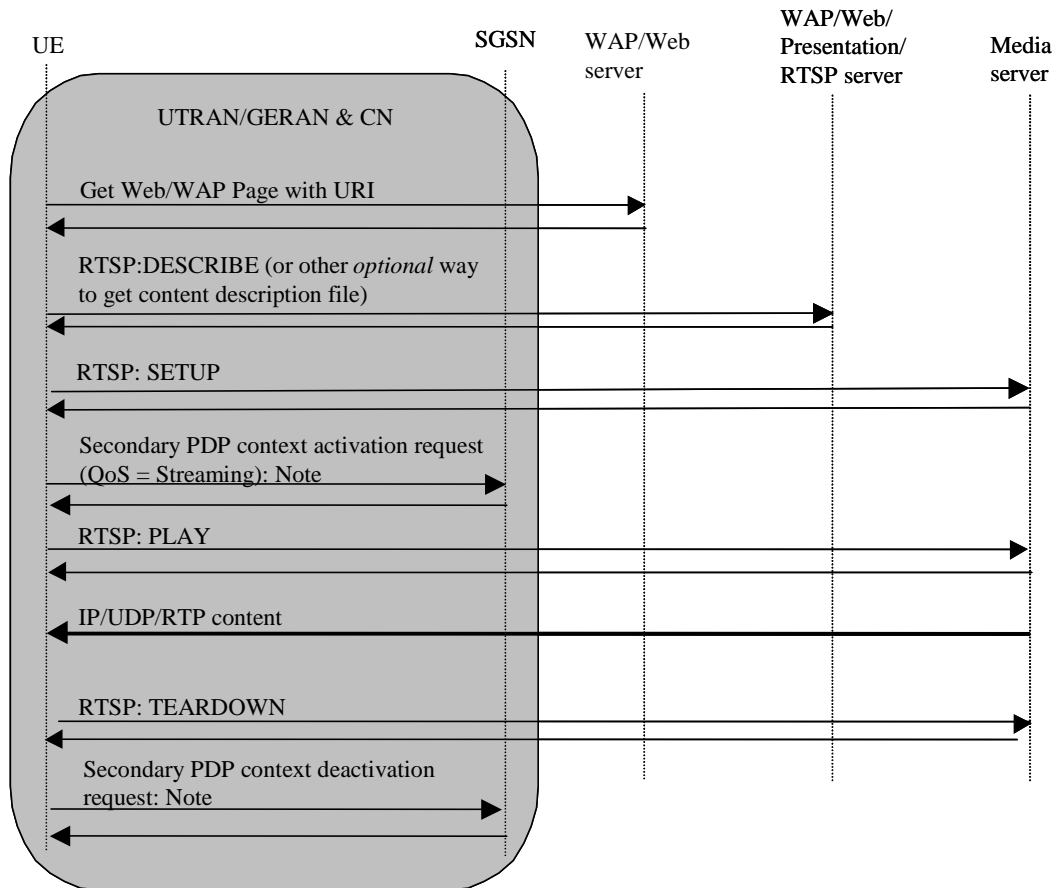 UE
SGSN
WAP/Web
server
WAP/Web/
Presentation/
RTSP server
Media
server
UTRAN/GERAN & CN
Get Web/WAP Page with URI
RTSP:DESCRIBE (or other optional way
to get content description file)
RTSP: SETUP
Secondary PDP context activation request
(QoS = Streaming): Note
RTSP: PLAY
IP/UDP/RTP content
RTSP: TEARDOWN
Secondary PDP context deactivation
request: Note